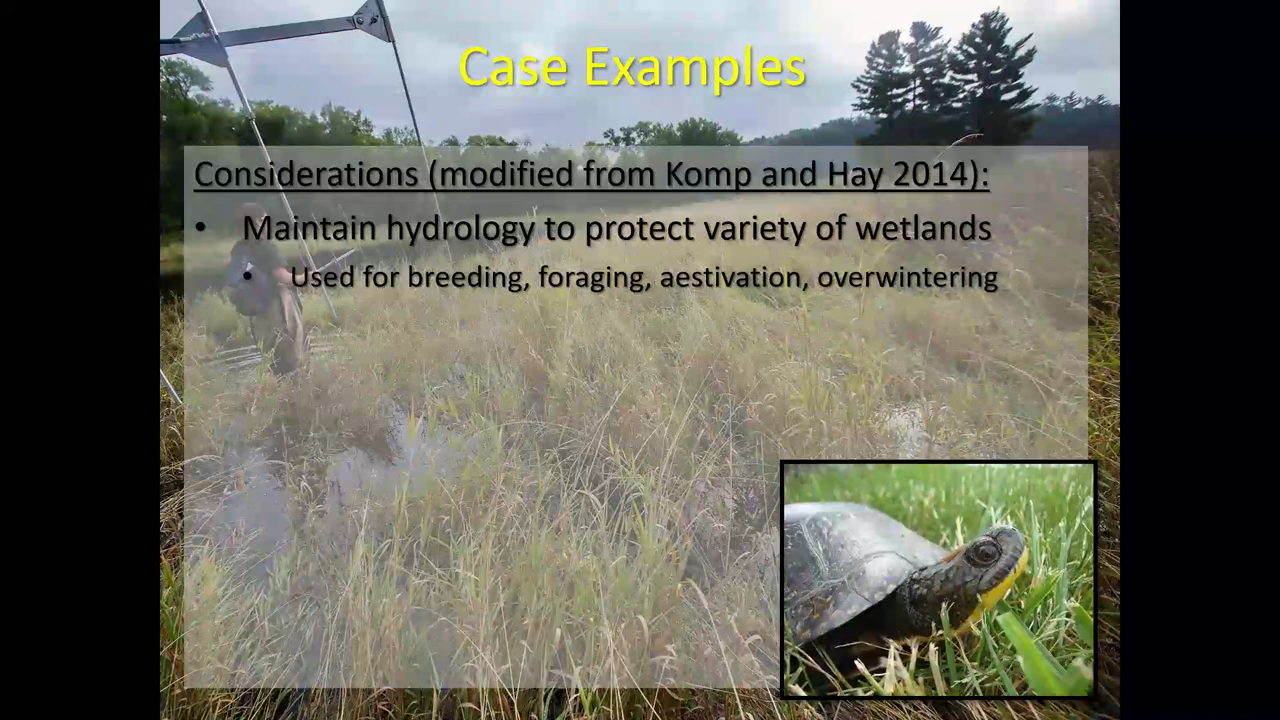 Case Examples
Considerations (modified from Komp and Hay 2014):
• Maintain hydrology to protect variety of wetlands
• Used for breeding, foraging, aestivation, overwintering